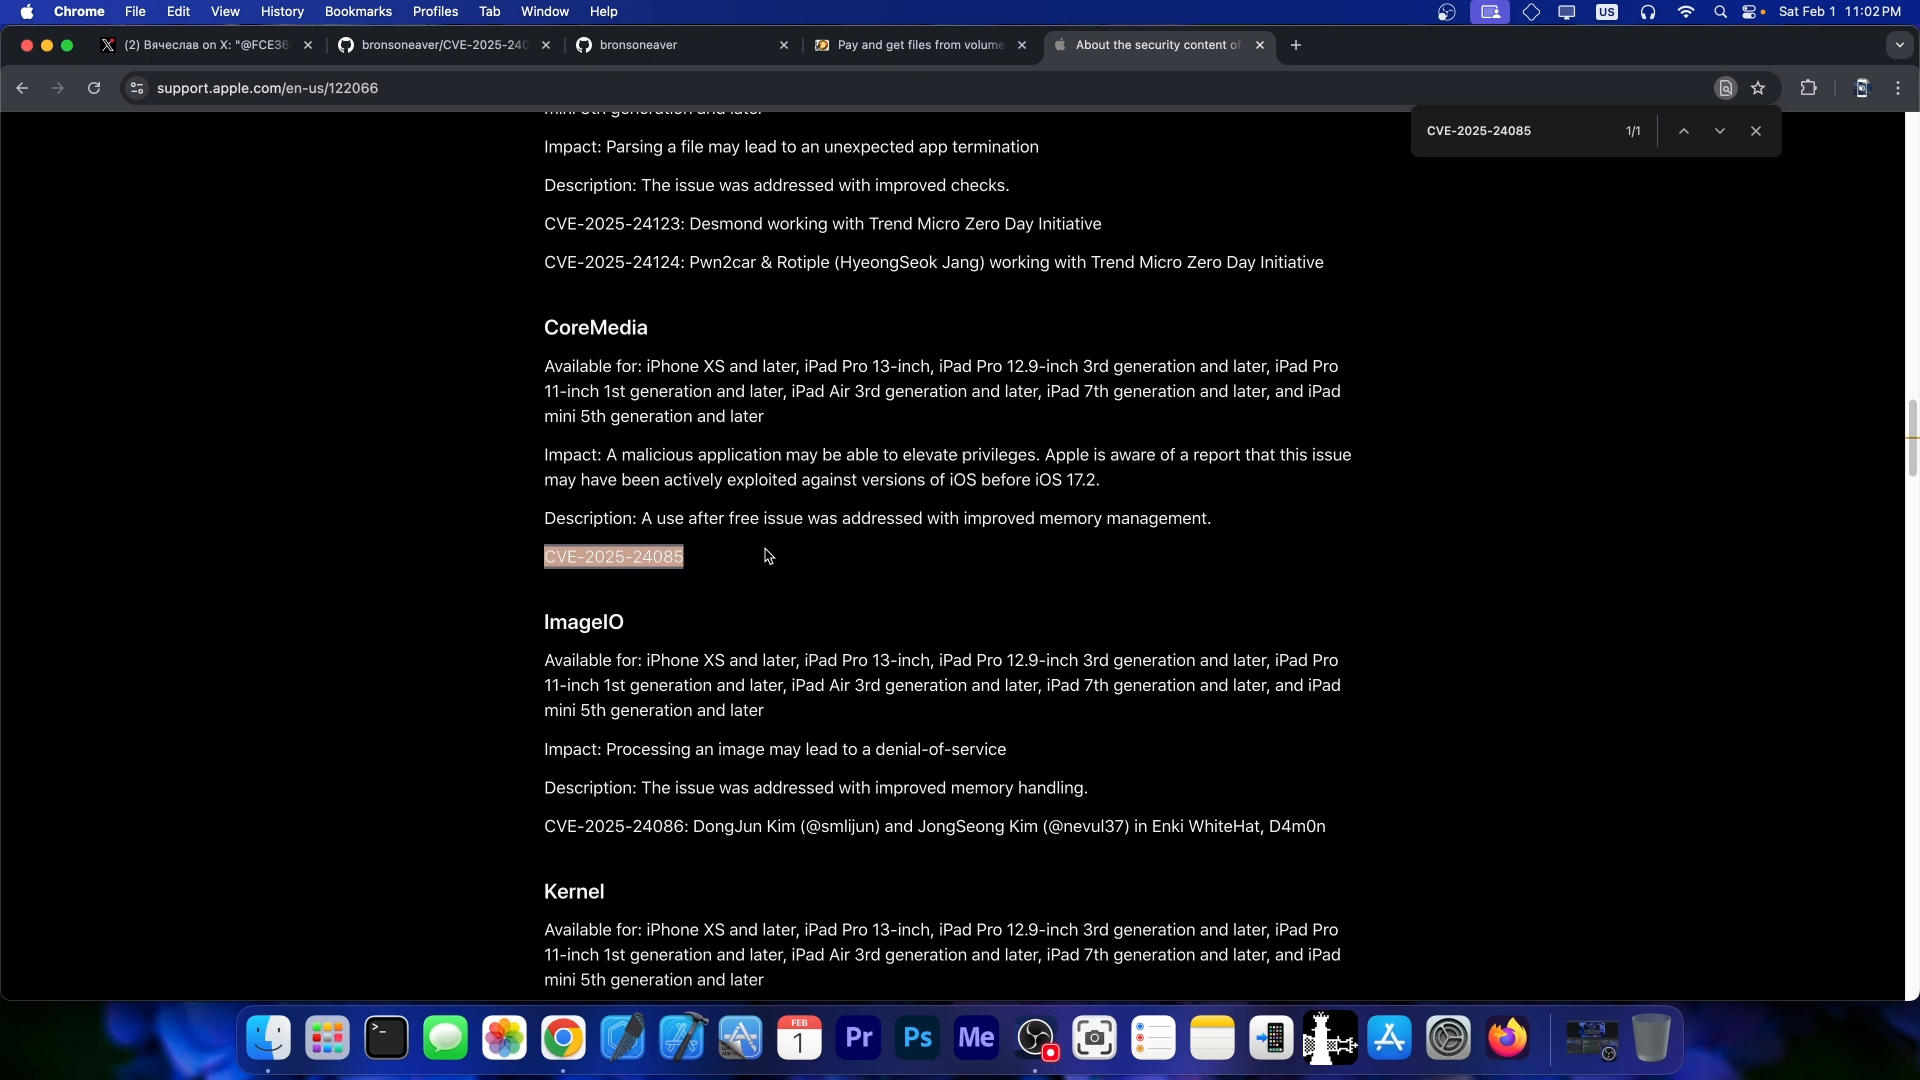 Chrome File Edit View History Bookmarks Profiles Tab Window Help
US
Sat Feb 1 11:02 PM
(2) Вячеслав on X: "@FCE36
bronsoneaver/CVE-2025-240
bronsoneaver
Pay and get files from volume
About the security content of
support.apple.com/en-us/122066
CVE-2025-24085 1/1
Impact: Parsing a file may lead to an unexpected app termination
Description: The issue was addressed with improved checks.
CVE-2025-24123: Desmond working with Trend Micro Zero Day Initiative
CVE-2025-24124: Pwn2car & Rotiple (HyeongSeok Jang) working with Trend Micro Zero Day Initiative
CoreMedia
Available for: iPhone XS and later, iPad Pro 13-inch, iPad Pro 12.9-inch 3rd generation and later, iPad Pro
11-inch 1st generation and later, iPad Air 3rd generation and later, iPad 7th generation and later, and iPad
mini 5th generation and later
Impact: A malicious application may be able to elevate privileges. Apple is aware of a report that this issue
may have been actively exploited against versions of iOS before iOS 17.2.
Description: A use after free issue was addressed with improved memory management.
CVE-2025-24085
ImageIO
Available for: iPhone XS and later, iPad Pro 13-inch, iPad Pro 12.9-inch 3rd generation and later, iPad Pro
11-inch 1st generation and later, iPad Air 3rd generation and later, iPad 7th generation and later, and iPad
mini 5th generation and later
Impact: Processing an image may lead to a denial-of-service
Description: The issue was addressed with improved memory handling.
CVE-2025-24086: DongJun Kim (@smlijun) and JongSeong Kim (@nevul37) in Enki WhiteHat, D4m0n
Kernel
Available for: iPhone XS and later, iPad Pro 13-inch, iPad Pro 12.9-inch 3rd generation and later, iPad Pro
11-inch 1st generation and later, iPad Air 3rd generation and later, iPad 7th generation and later, and iPad
mini 5th generation and later
FEB
1
Pr
Ps
Me